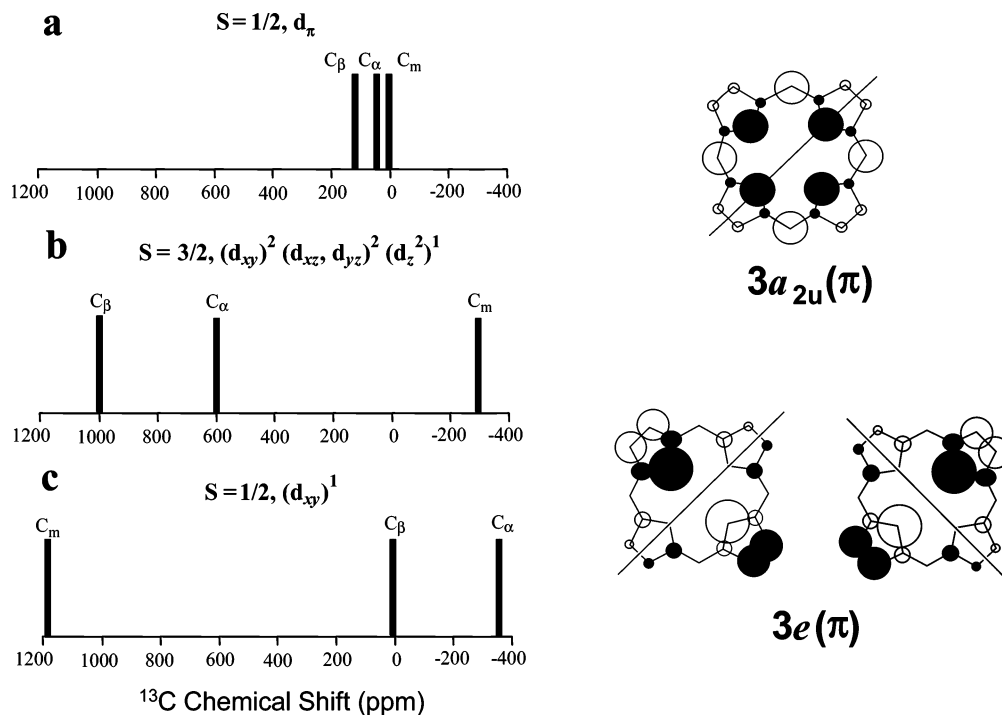 a
S = 1/2, dπ
Cβ Cα Cm
1200 1000 800 600 400 200 0 -200 -400
b
S = 3/2, (dxy)² (dxz, dyz)² (dz²)¹
Cβ Cα Cm
1200 1000 800 600 400 200 0 -200 -400
c
S = 1/2, (dxy)¹
Cm Cβ Cα
1200 1000 800 600 400 200 0 -200 -400
¹³C Chemical Shift (ppm)
3a2u(π)
3e(π)